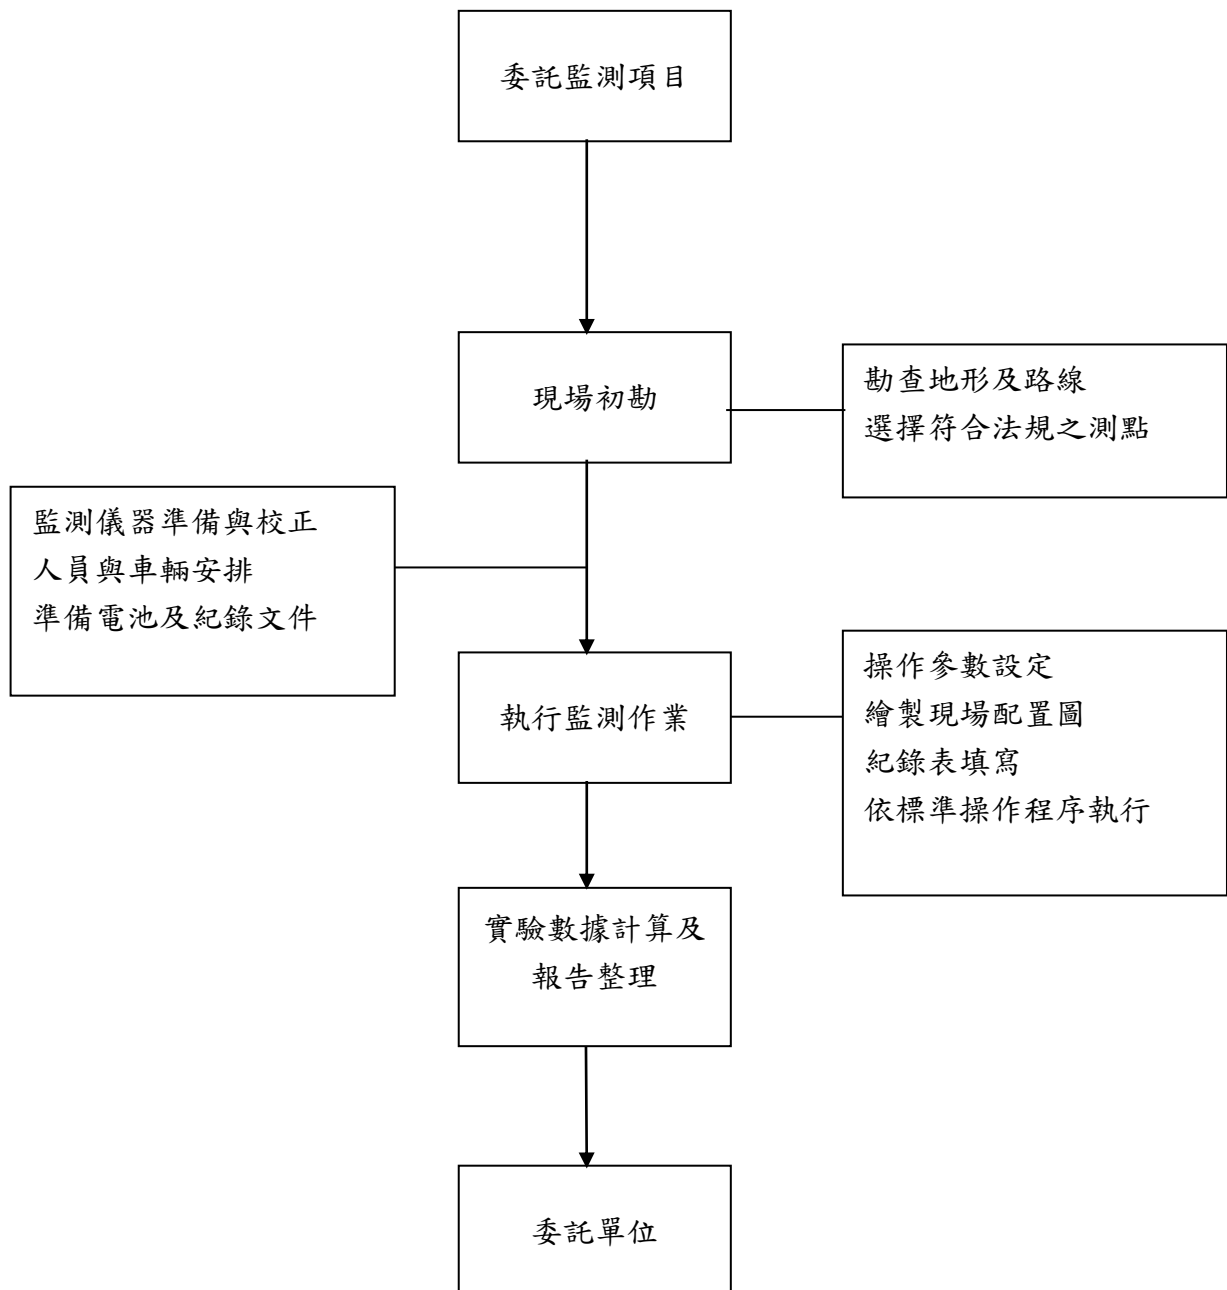 委託監測項目
現場初勘
勘查地形及路線
選擇符合法規之測點
監測儀器準備與校正
人員與車輛安排
準備電池及紀錄文件
執行監測作業
操作參數設定
繪製現場配置圖
紀錄表填寫
依標準操作程序執行
實驗數據計算及
報告整理
委託單位